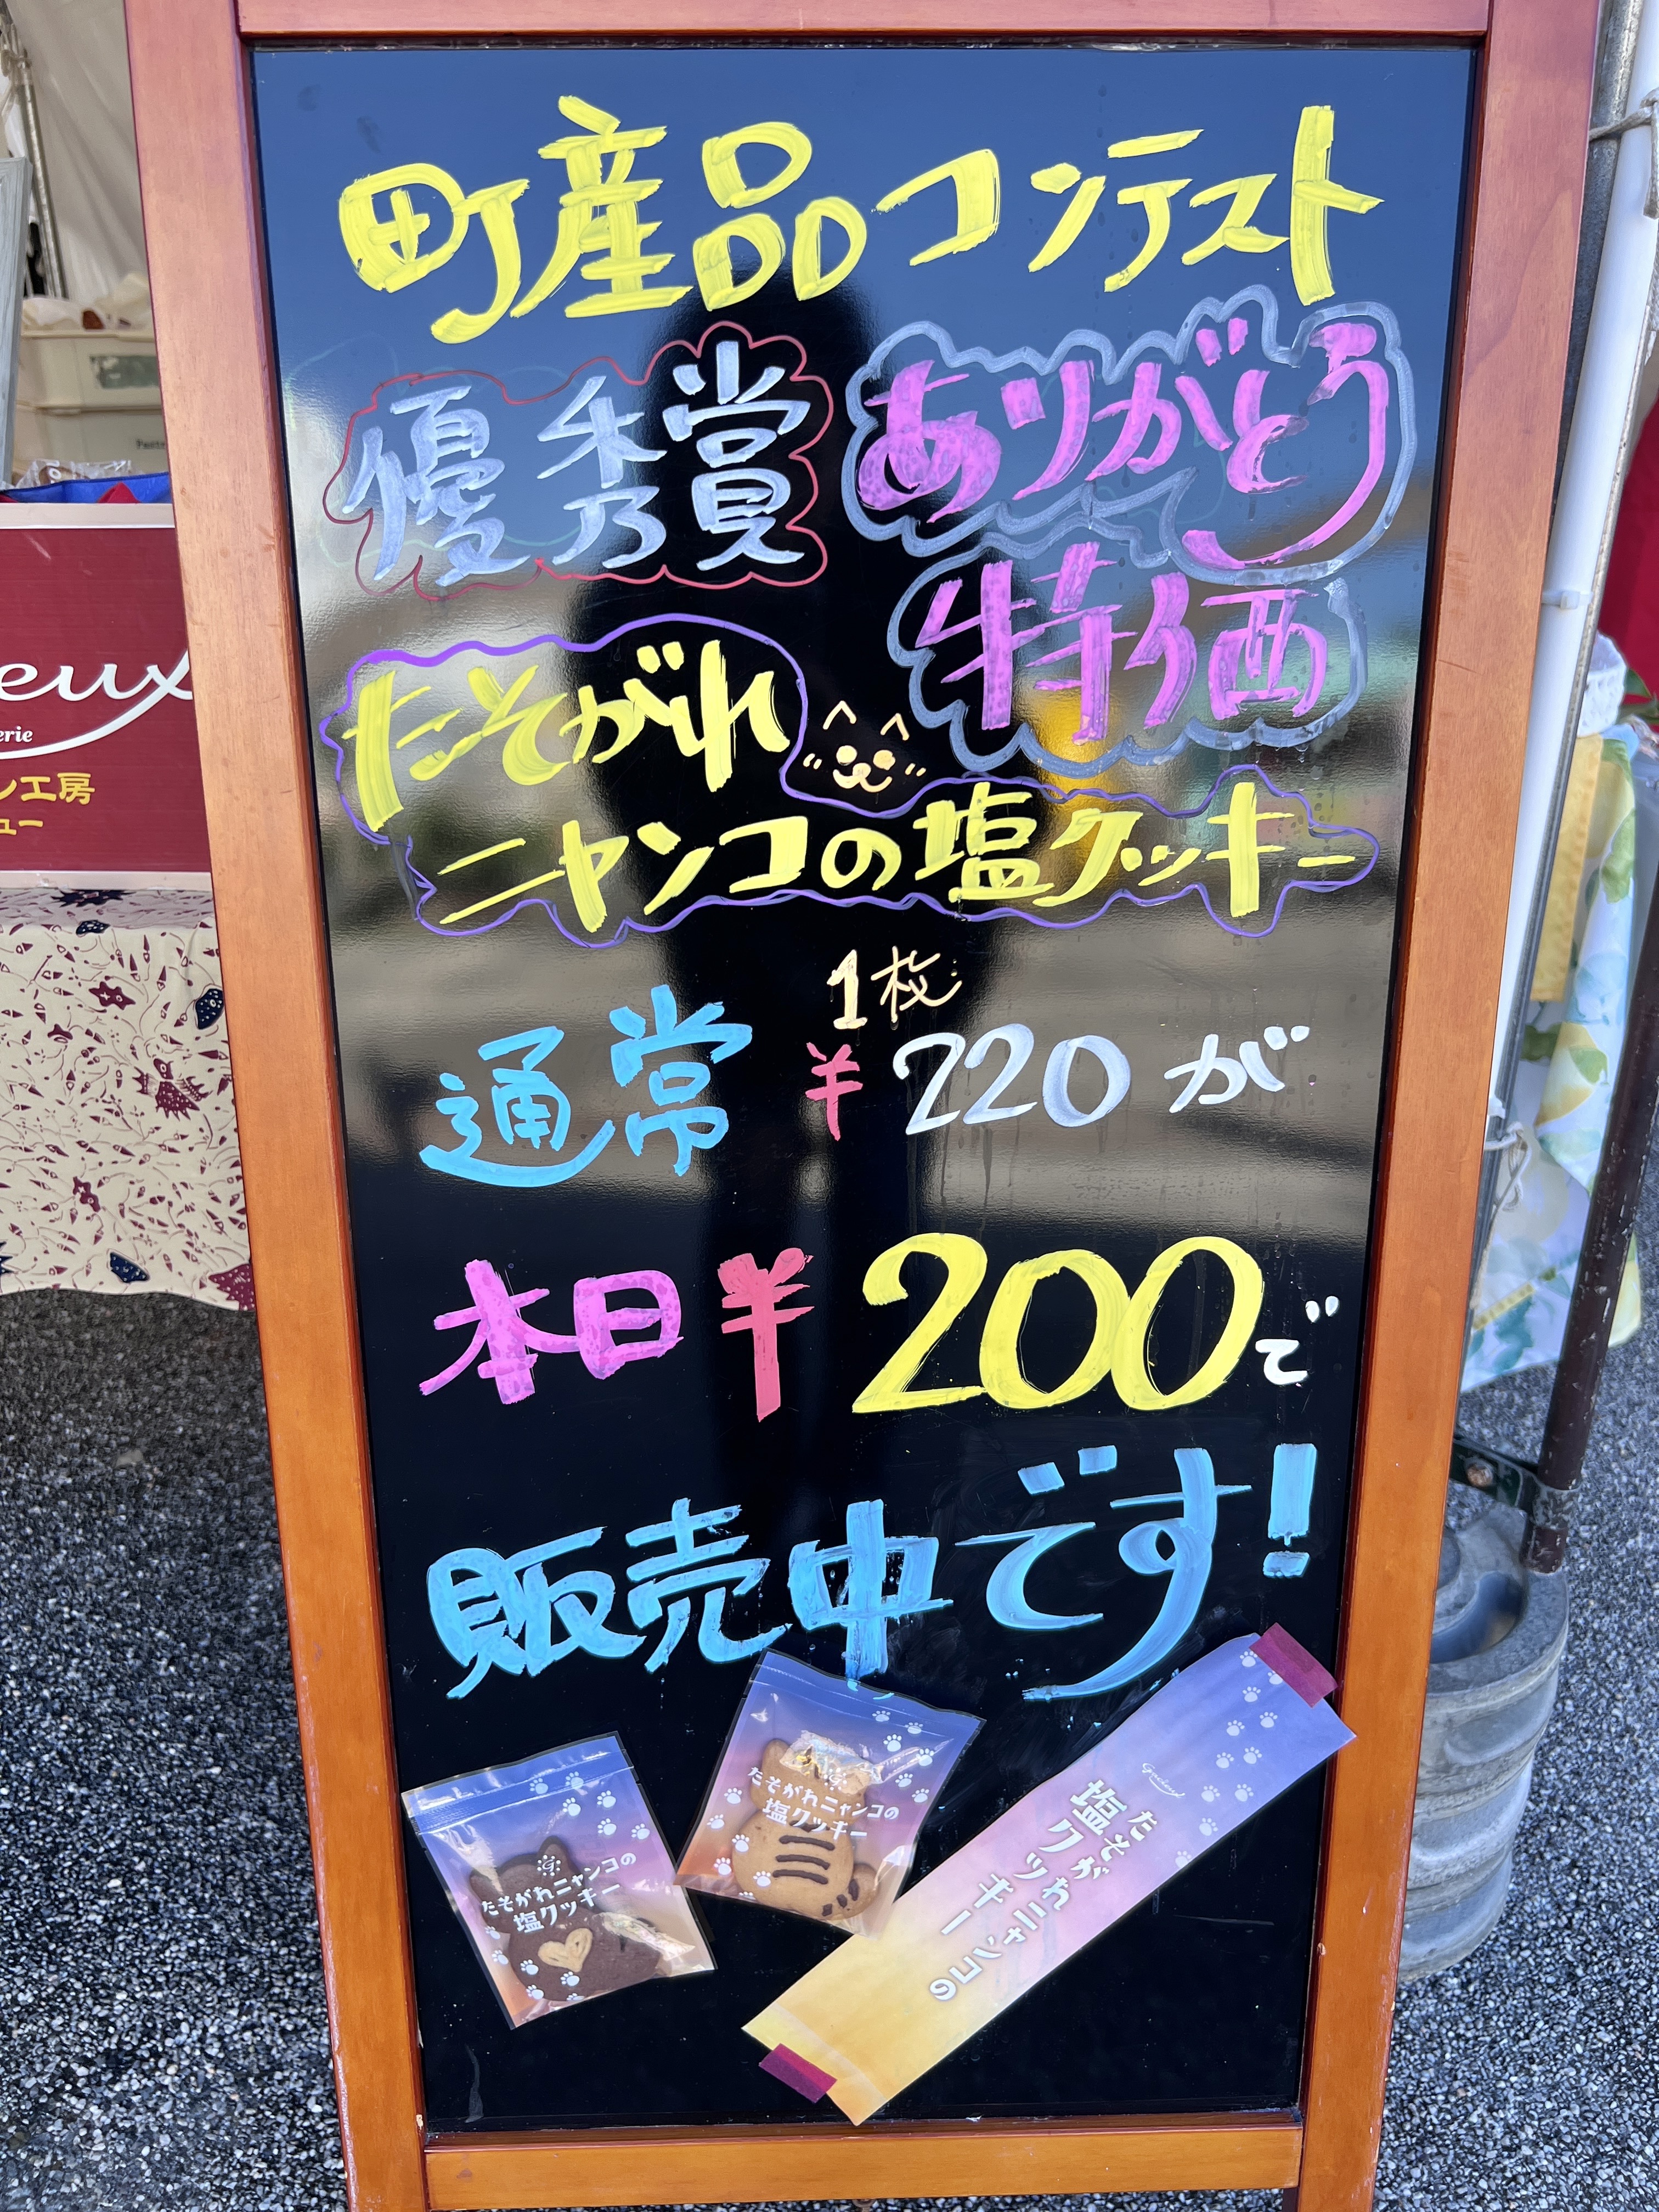 町産品コンテスト
優秀賞
ありがとう
特価
たそがれ
ニャンコの塩クッキー
1枚
通常 ¥220が
本日¥200で
販売中です!
たそがれニャンコの
塩クッキー
たそがれニャンコの
塩クッキー
たそがれニャンコの
塩クッキー
eux
erie
ン工房
ュー